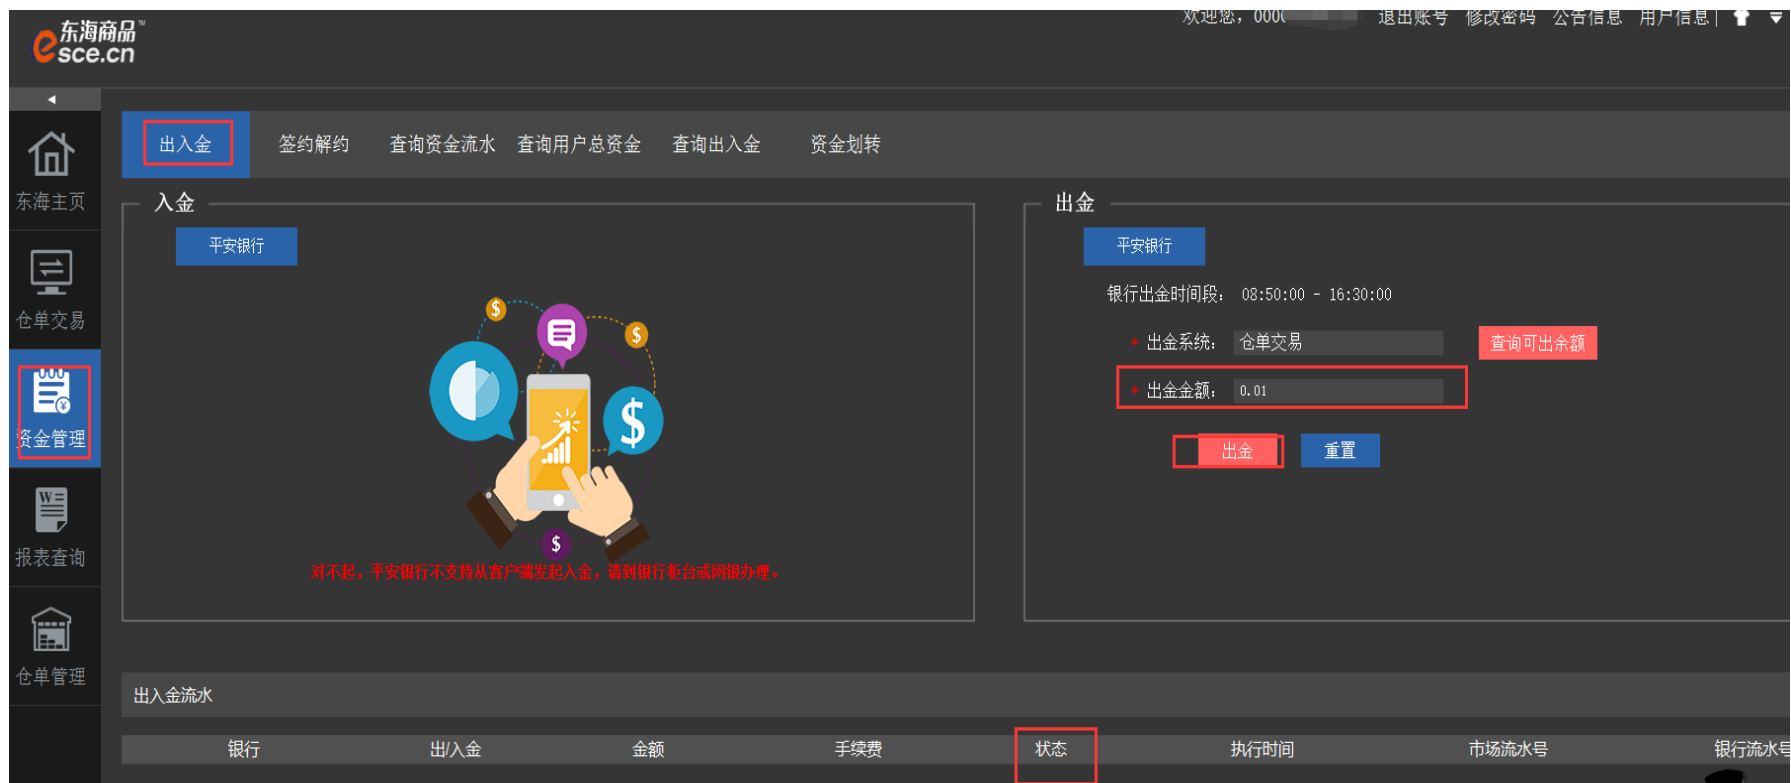 东海商品™
esce.cn
欢迎您，000 退出账号 修改密码 公告信息 用户信息|
出入金 签约解约 查询资金流水 查询用户总资金 查询出入金 资金划转
东海主页
仓单交易
资金管理
报表查询
仓单管理
入金
平安银行
对不起，平安银行不支持从客户端发起入金，请到银行柜台或网银办理。
出金
平安银行
银行出金时间段： 08:50:00 - 16:30:00
* 出金系统： 仓单交易 查询可出余额
* 出金金额： 0.01
出金 重置
出入金流水
银行 出/入金 金额 手续费 状态 执行时间 市场流水号 银行流水号